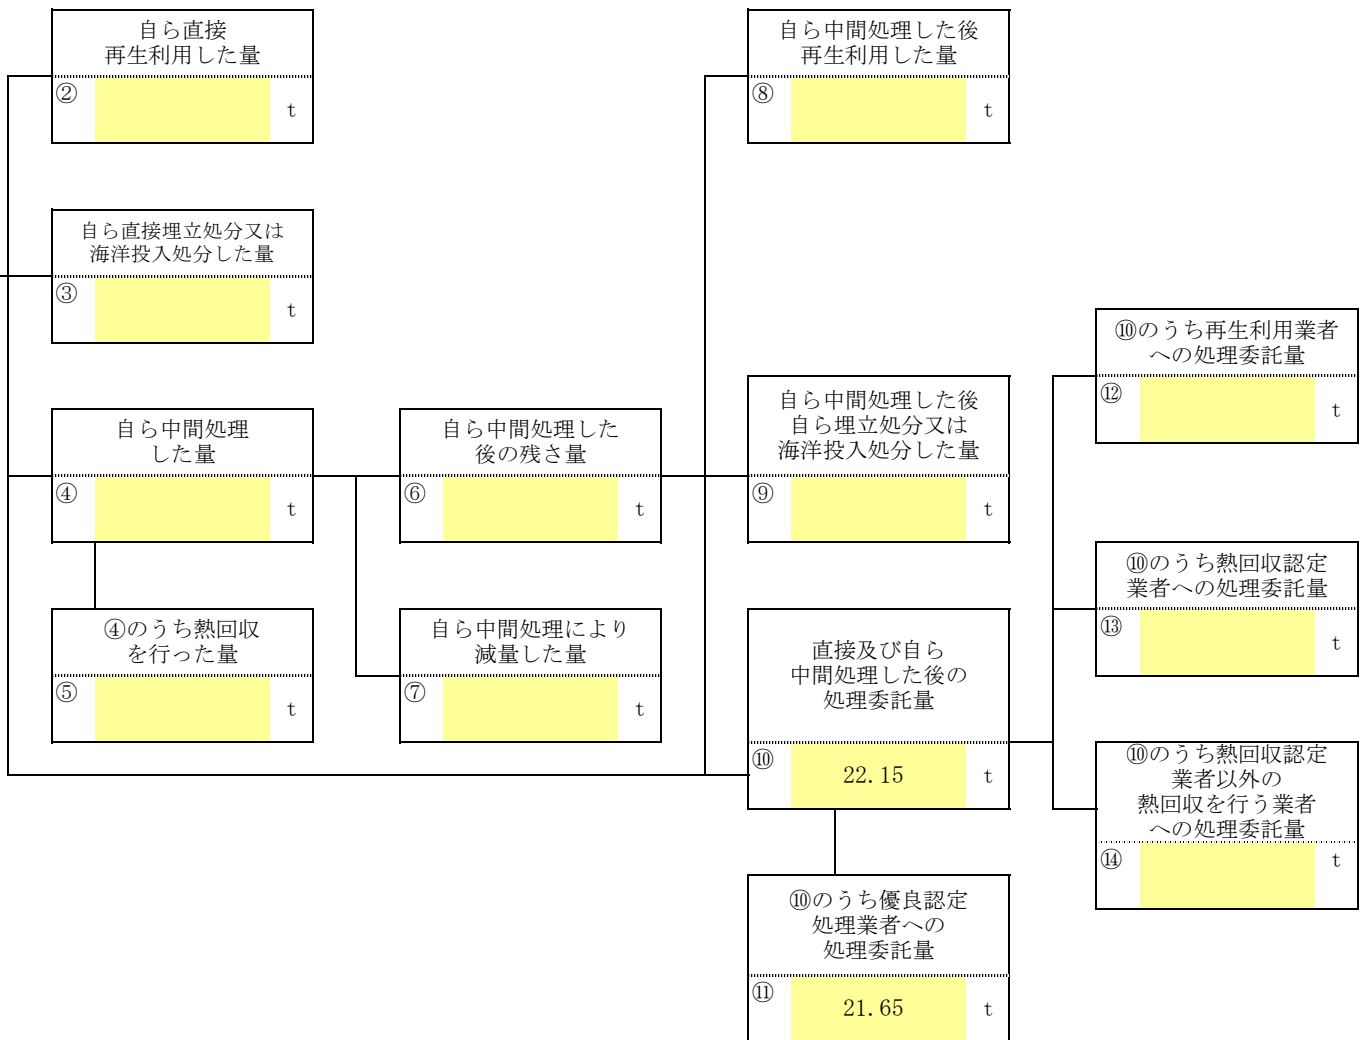 自ら直接
再生利用した量
② t
自ら直接埋立処分又は
海洋投入処分した量
③ t
自ら中間処理
した量
④ t
④のうち熱回収
を行った量
⑤ t
自ら中間処理した
後の残さ量
⑥ t
自ら中間処理により
減量した量
⑦ t
自ら中間処理した後
再生利用した量
⑧ t
自ら中間処理した後
自ら埋立処分又は
海洋投入処分した量
⑨ t
直接及び自ら
中間処理した後の
処理委託量
⑩ 22.15 t
⑩のうち優良認定
処理業者への
処理委託量
⑪ 21.65 t
⑩のうち再生利用業者
への処理委託量
⑫ t
⑩のうち熱回収認定
業者への処理委託量
⑬ t
⑩のうち熱回収認定
業者以外の
熱回収を行う業者
への処理委託量
⑭ t